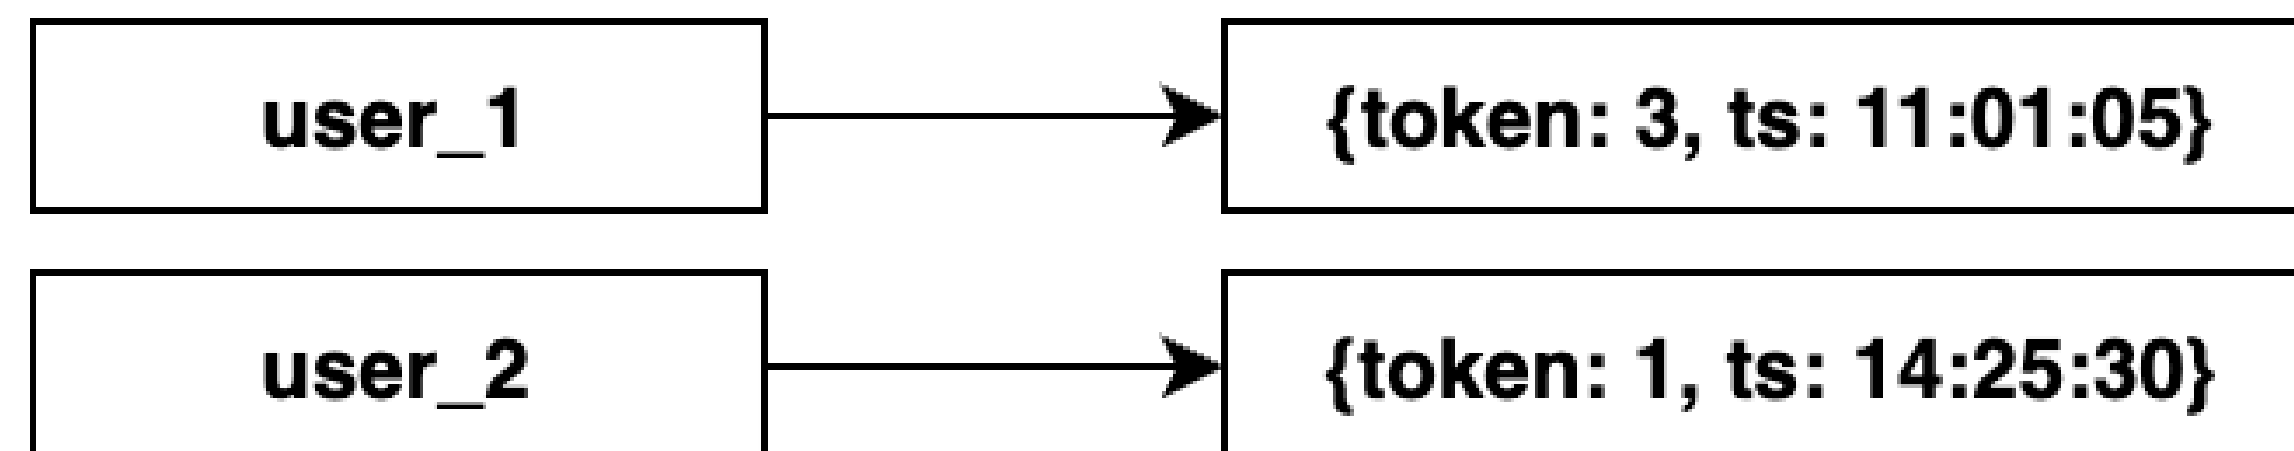 user_1 {token: 3, ts: 11:01:05}
user_2 {token: 1, ts: 14:25:30}